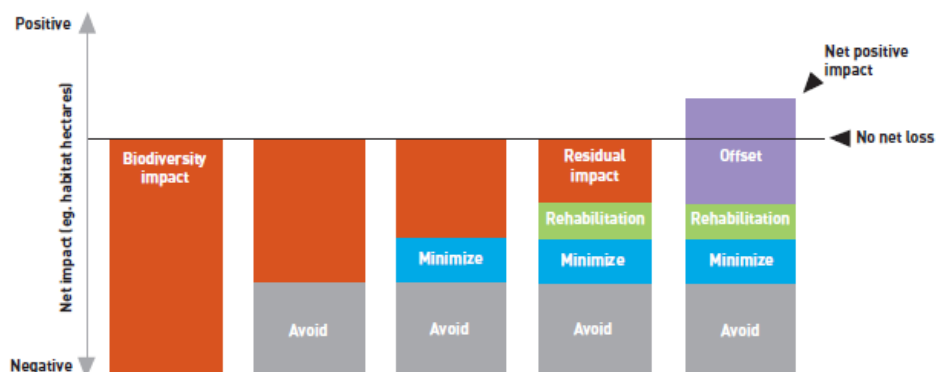 Positive
Net impact (eg. habitat hectares)
Negative
Biodiversity
impact
Avoid
Minimize
Avoid
Residual
impact
Rehabilitation
Minimize
Avoid
Offset
Rehabilitation
Minimize
Avoid
Net positive
impact
No net loss